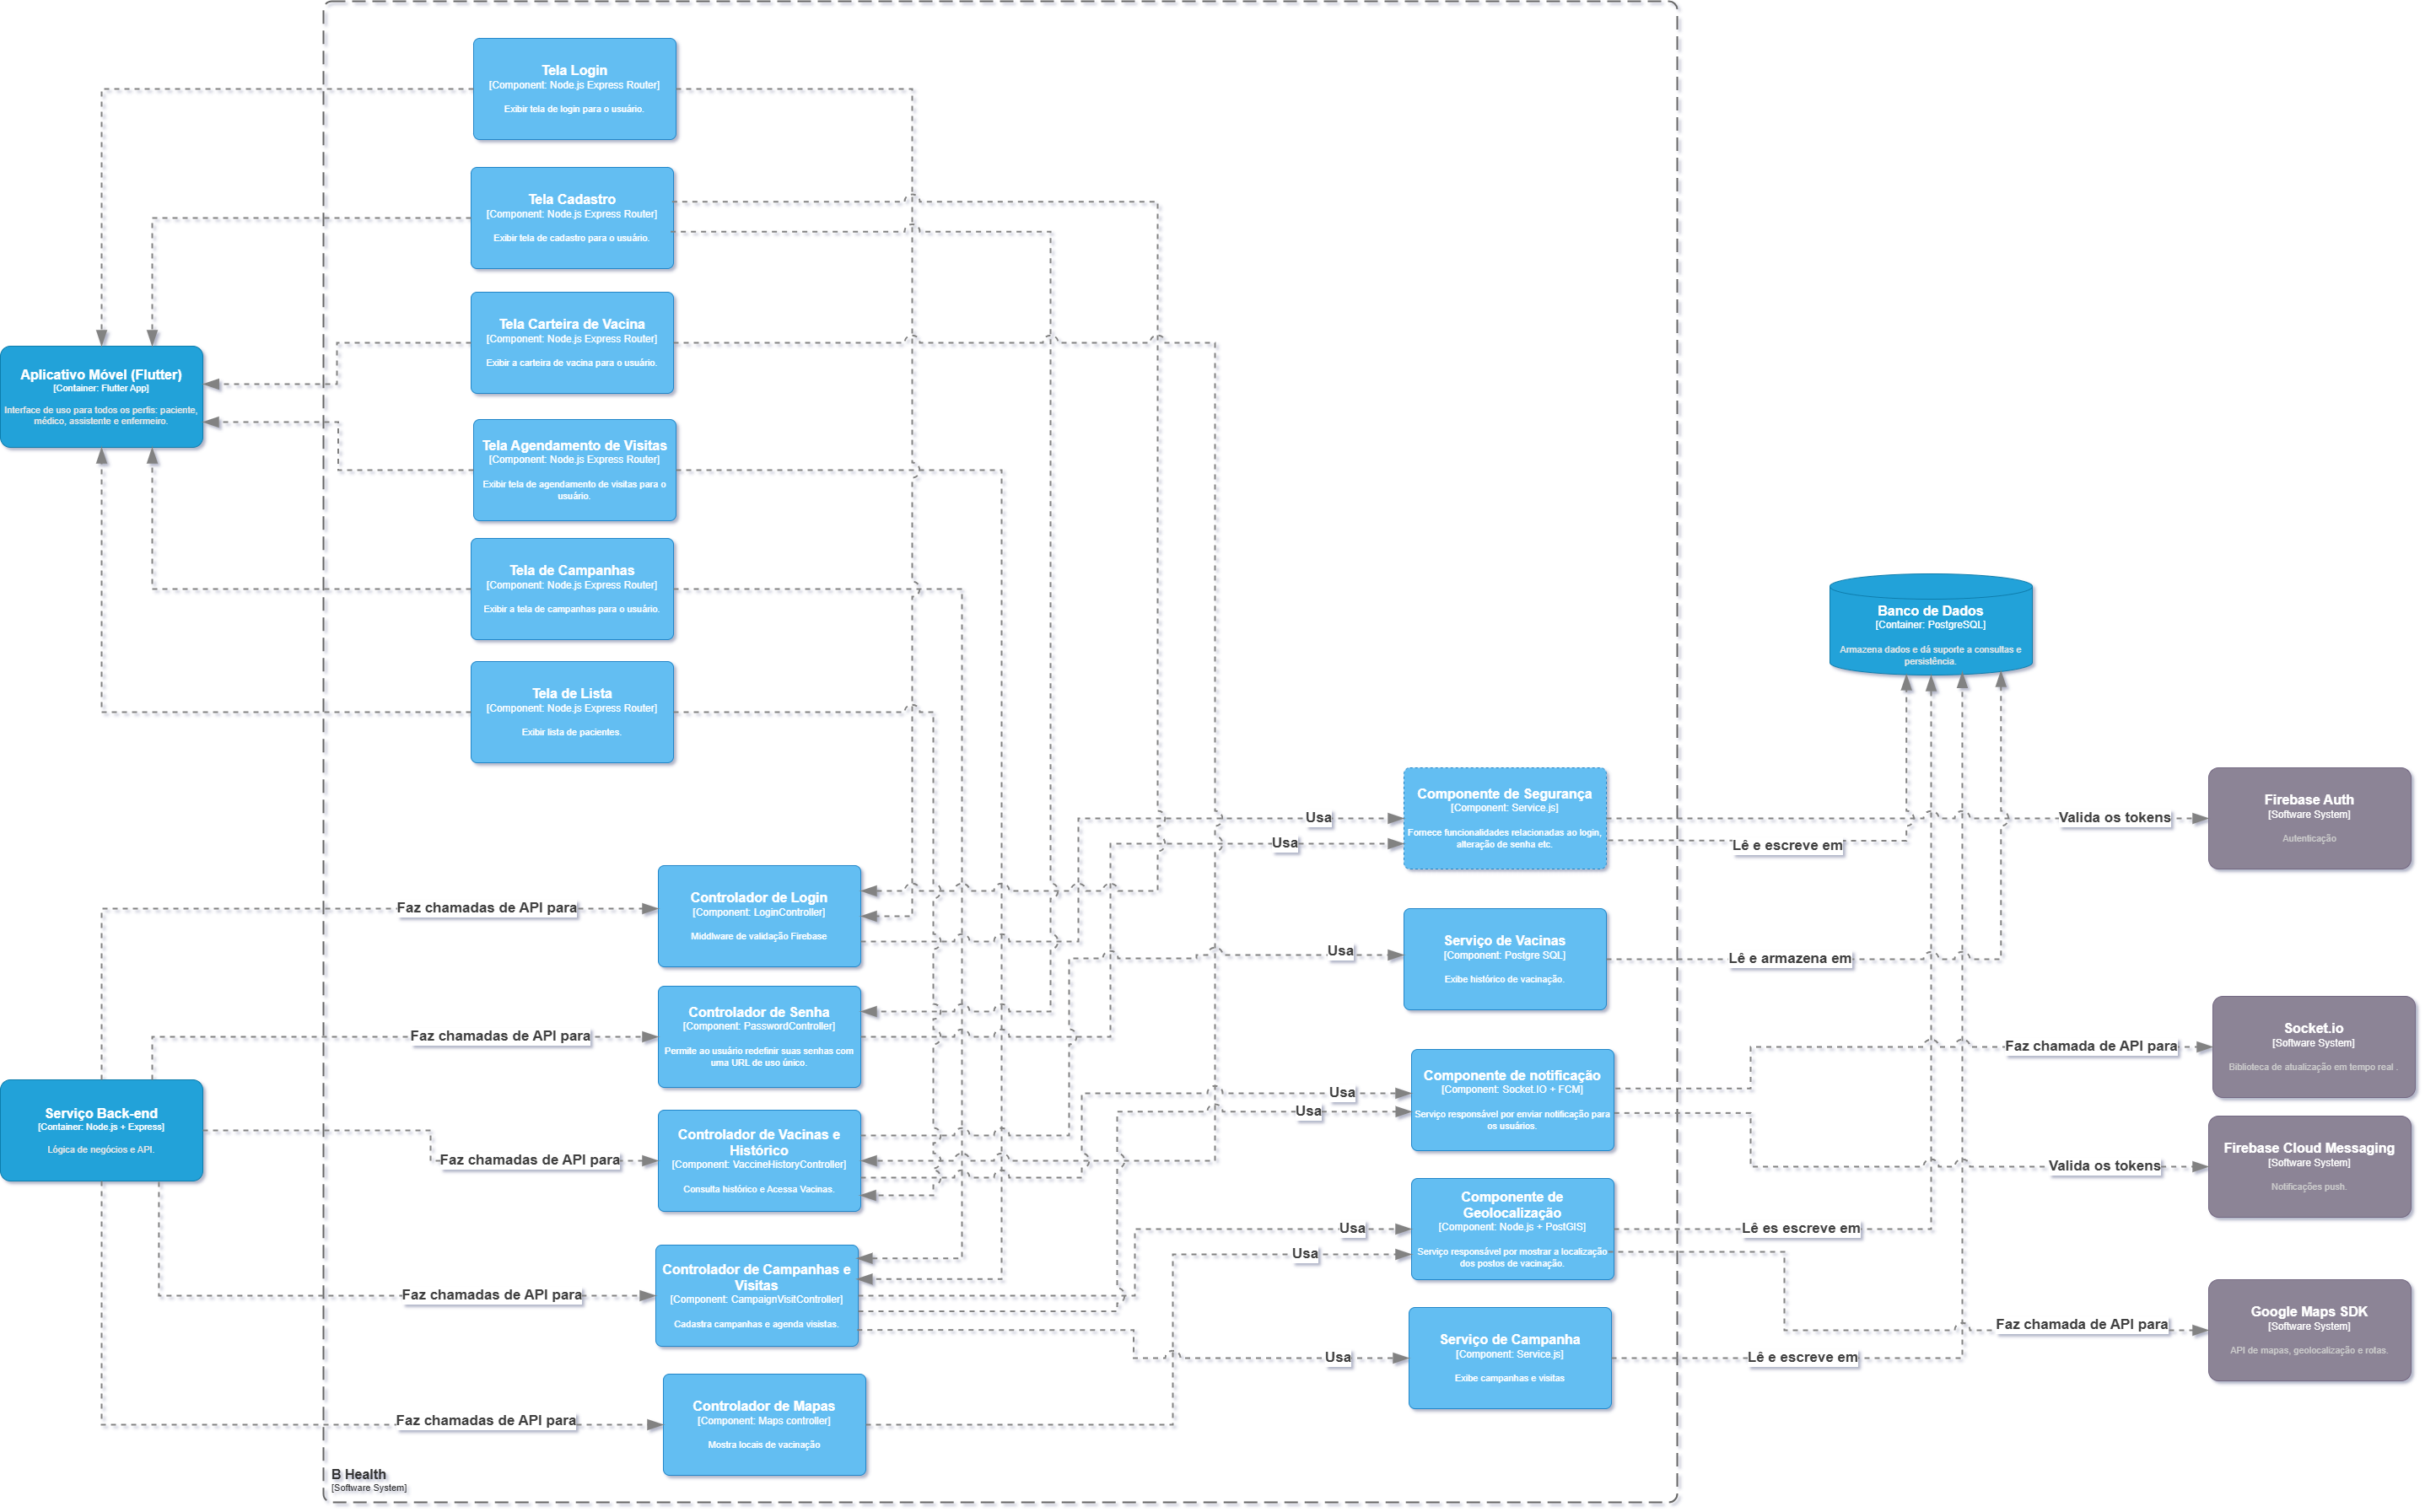 Tela Login
[Component: Node.js Express Router]
Exibir tela de login para o usuário.
Tela Cadastro
[Component: Node.js Express Router]
Exibir tela de cadastro para o usuário.
Tela Carteira de Vacina
[Component: Node.js Express Router]
Exibir a carteira de vacina para o usuário.
Aplicativo Móvel (Flutter)
[Container: Flutter App]
Interface de uso para todos os perfis: paciente,
médico, assistente e enfermeiro.
Tela Agendamento de Visitas
[Component: Node.js Express Router]
Exibir tela de agendamento de visitas para o
usuário.
Tela de Campanhas
[Component: Node.js Express Router]
Exibir a tela de campanhas para o usuário.
Tela de Lista
[Component: Node.js Express Router]
Exibir lista de pacientes.
Banco de Dados
[Container: PostgreSQL]
Armazena dados e dá suporte a consultas e
persistência.
Componente de Segurança
[Component: Service.js]
Fornece funcionalidades relacionadas ao login,
alteração de senha etc.
Usa
Usa
Valida os tokens
Lê e escreve em
Firebase Auth
[Software System]
Autenticação
Faz chamadas de API para
Controlador de Login
[Component: LoginController]
Middlware de validação Firebase
Usa
Serviço de Vacinas
[Component: Postgre SQL]
Exibe histórico de vacinação.
Lê e armazena em
Faz chamadas de API para
Controlador de Senha
[Component: PasswordController]
Permile ao usuário redefinir suas senhas com
uma URL de uso único.
Serviço Back-end
[Container: Node.js + Express]
Lógica de negócios e API.
Usa
Usa
Componente de notificação
[Component: Socket.IO + FCM]
Serviço responsável por enviar notificação para
os usuários.
Faz chamada de API para
Socket.io
[Software System]
Biblioteca de atualização em tempo real .
Faz chamadas de API para
Controlador de Vacinas e
Histórico
[Component: VaccineHistoryController]
Consulta histórico e Acessa Vacinas.
Valida os tokens
Firebase Cloud Messaging
[Software System]
Notificações push.
Usa
Usa
Componente de
Geolocalização
[Component: Node.js + PostGIS]
Serviço responsável por mostrar a localização
dos postos de vacinação.
Lê es escreve em
Faz chamadas de API para
Controlador de Campanhas e
Visitas
[Component: CampaignVisitController]
Cadastra campanhas e agenda visistas.
Faz chamada de API para
Google Maps SDK
[Software System]
API de mapas, geolocalização e rotas.
Usa
Serviço de Campanha
[Component: Service.js]
Exibe campanhas e visitas
Lê e escreve em
Faz chamadas de API para
Controlador de Mapas
[Component: Maps controller]
Mostra locais de vacinação
B Health
[Software System]